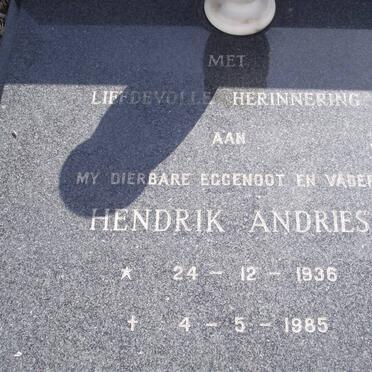 MET
LIEFDEVOLLE HERINNERING
AAN
MY DIERBARE EGGENOOT EN VADER
HENDRIK ANDRIES
* 24 - 12 - 1936
† 4 - 5 - 1985